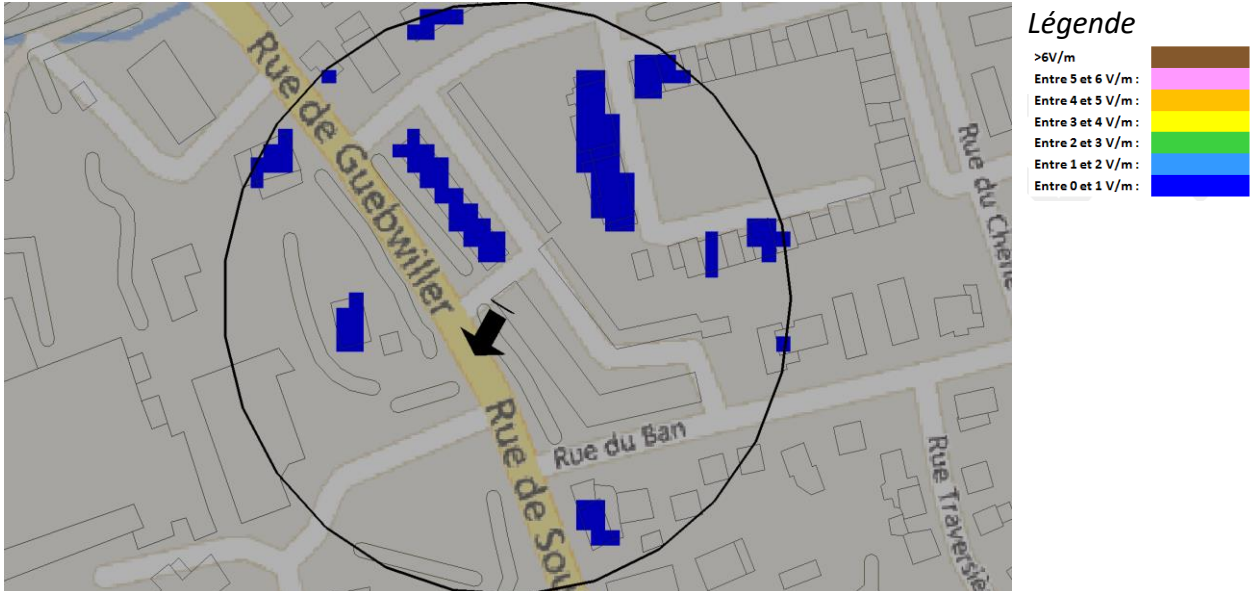 Légende
>6V/m
Entre 5 et 6 V/m :
Entre 4 et 5 V/m :
Entre 3 et 4 V/m :
Entre 2 et 3 V/m :
Entre 1 et 2 V/m :
Entre 0 et 1 V/m :
Rue de Guebwiller
Rue du Chene
Rue du Ban
Rue de Sou
Rue Traversiè